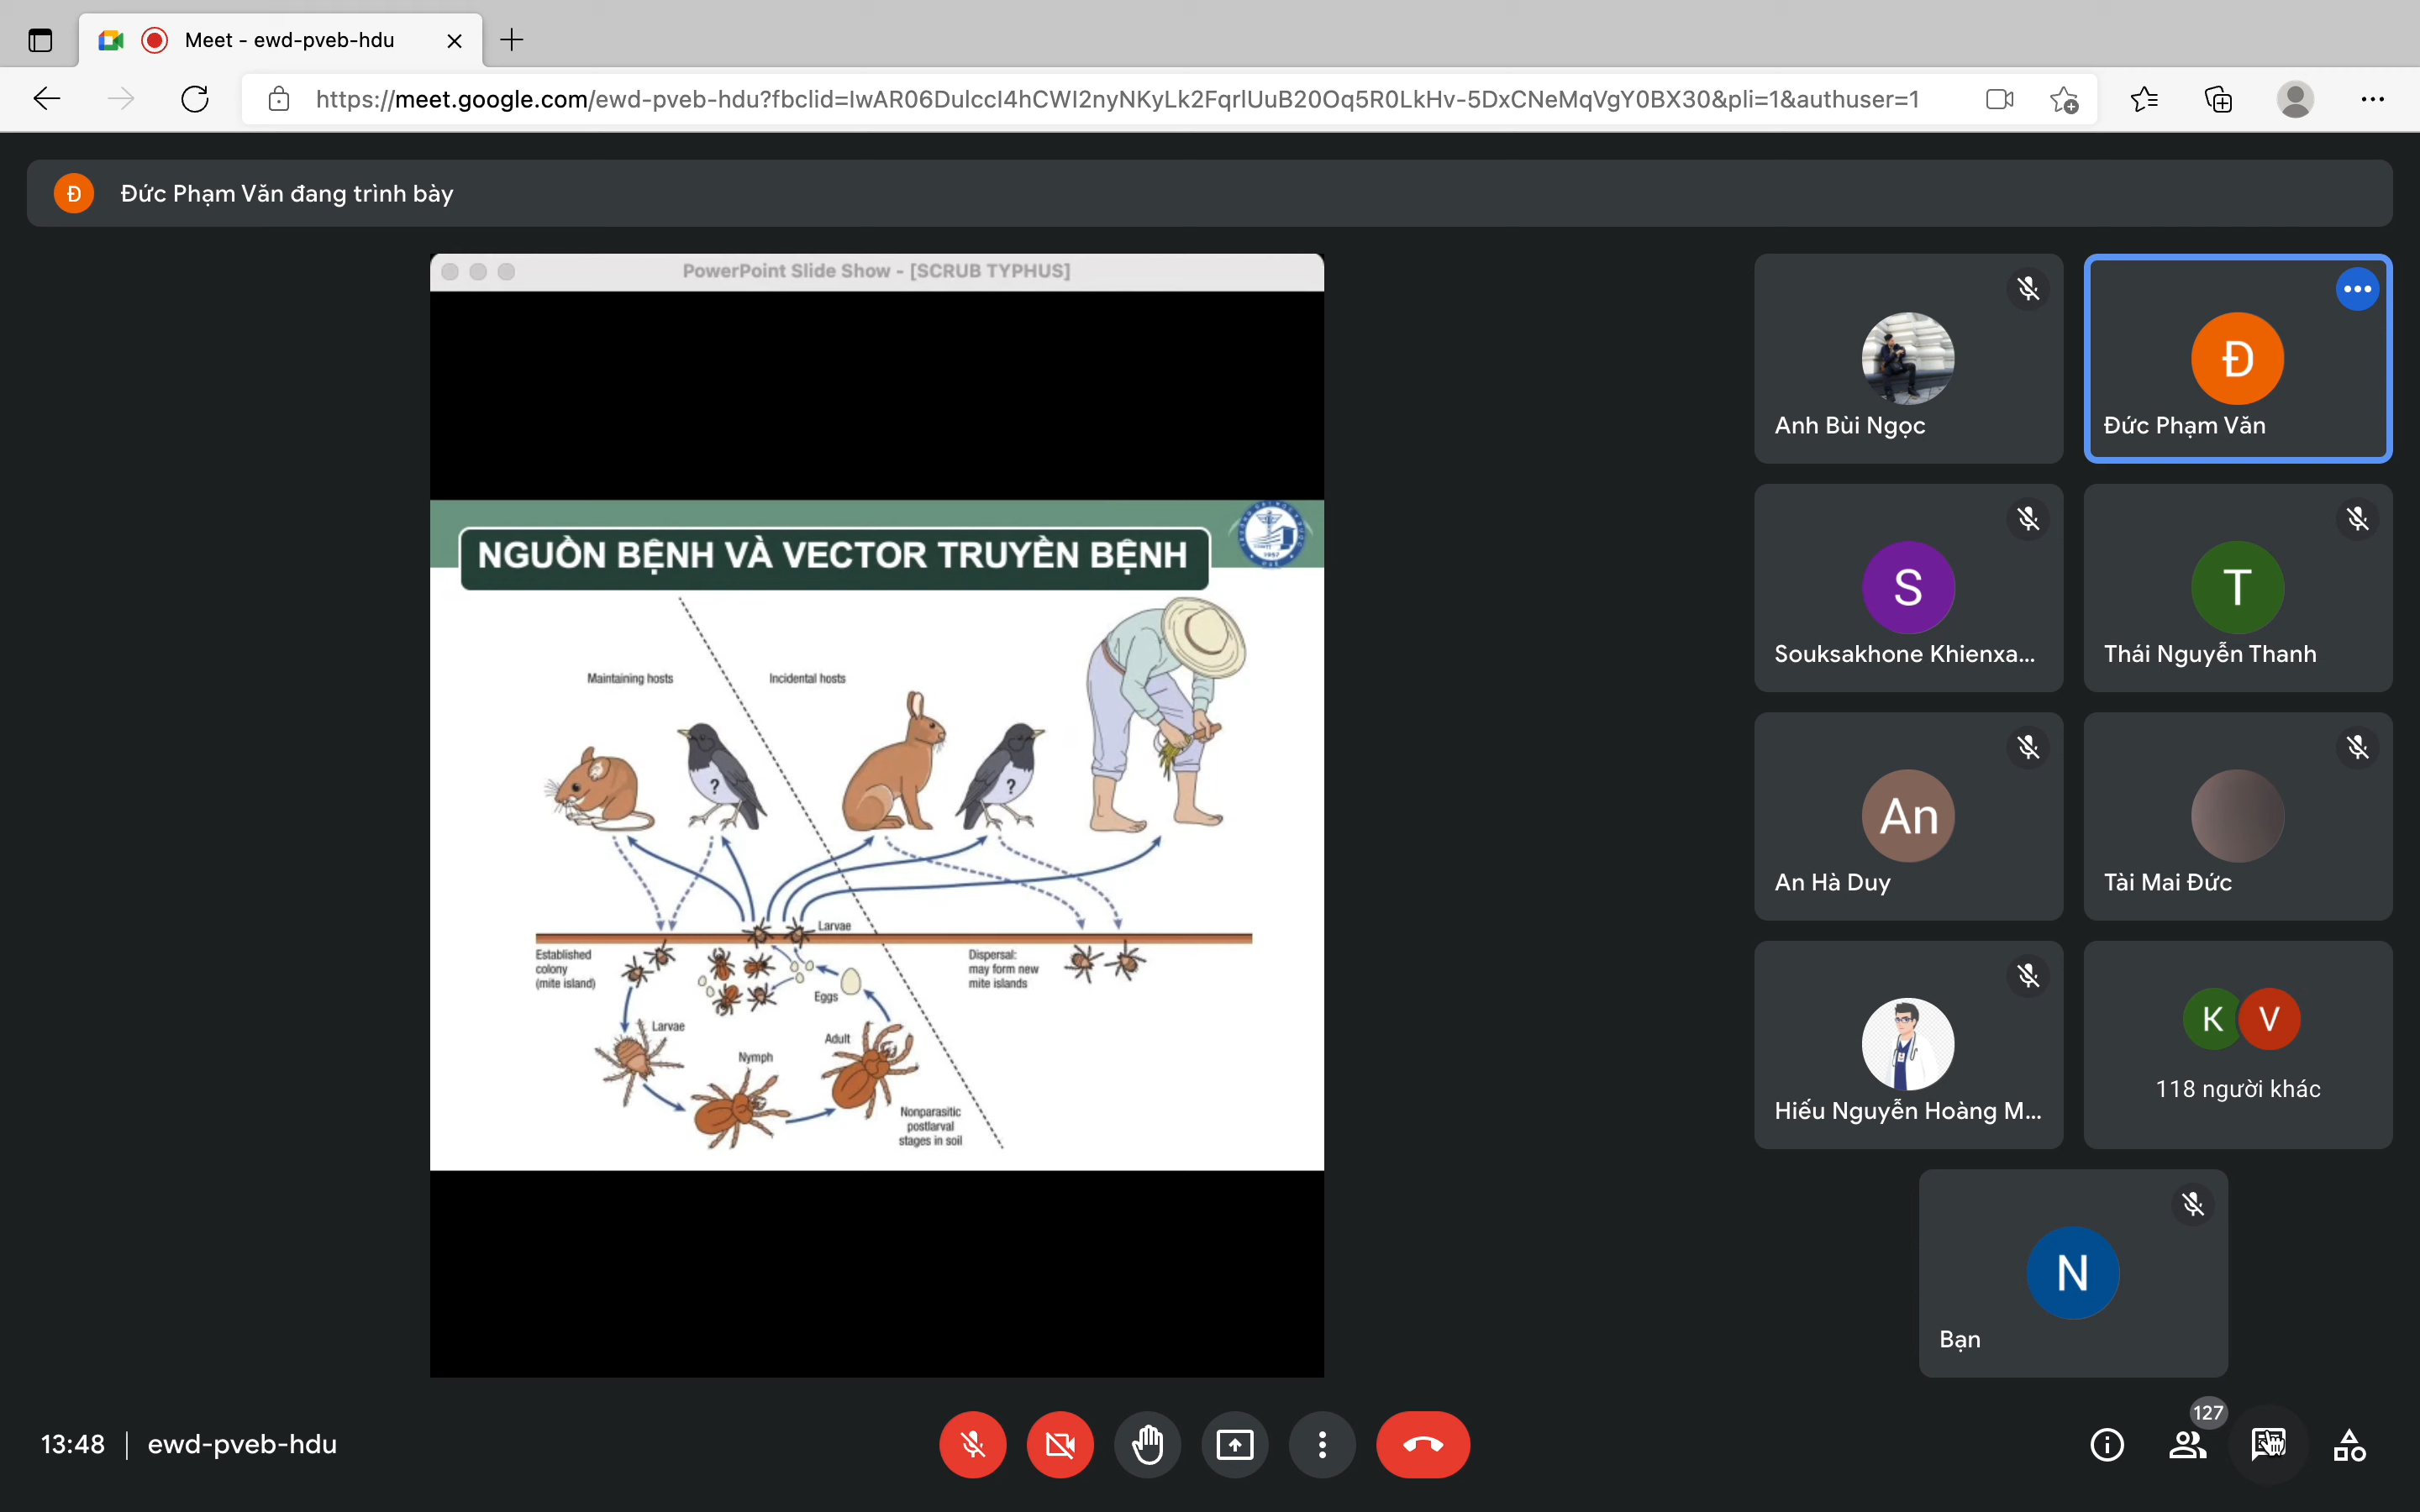 Meet - ewd-pveb-hdu
https://meet.google.com/ewd-pveb-hdu?fbclid=IwAR06DulccI4hCWI2nyNKyLk2FqrlUuB20Oq5R0LkHv-5DxCNeMqVgY0BX30&pli=1&authuser=1
Đ
Đức Phạm Văn đang trình bày
PowerPoint Slide Show - [SCRUB TYPHUS]
NGUỒN BỆNH VÀ VECTOR TRUYỀN BỆNH
1957
Maintaining hosts
Incidental hosts
?
?
Larvae
Established
colony
(mite island)
Dispersal:
may form new
mite islands
Eggs
Larvae
Adult
Nymph
Nonparasitic
postlarval
stages in soil
Anh Bùi Ngọc
Đ
Đức Phạm Văn
S
Souksakhone Khienxa...
T
Thái Nguyễn Thanh
An
An Hà Duy
Tài Mai Đức
Hiếu Nguyễn Hoàng M...
K
V
118 người khác
N
Bạn
13:48
ewd-pveb-hdu
127